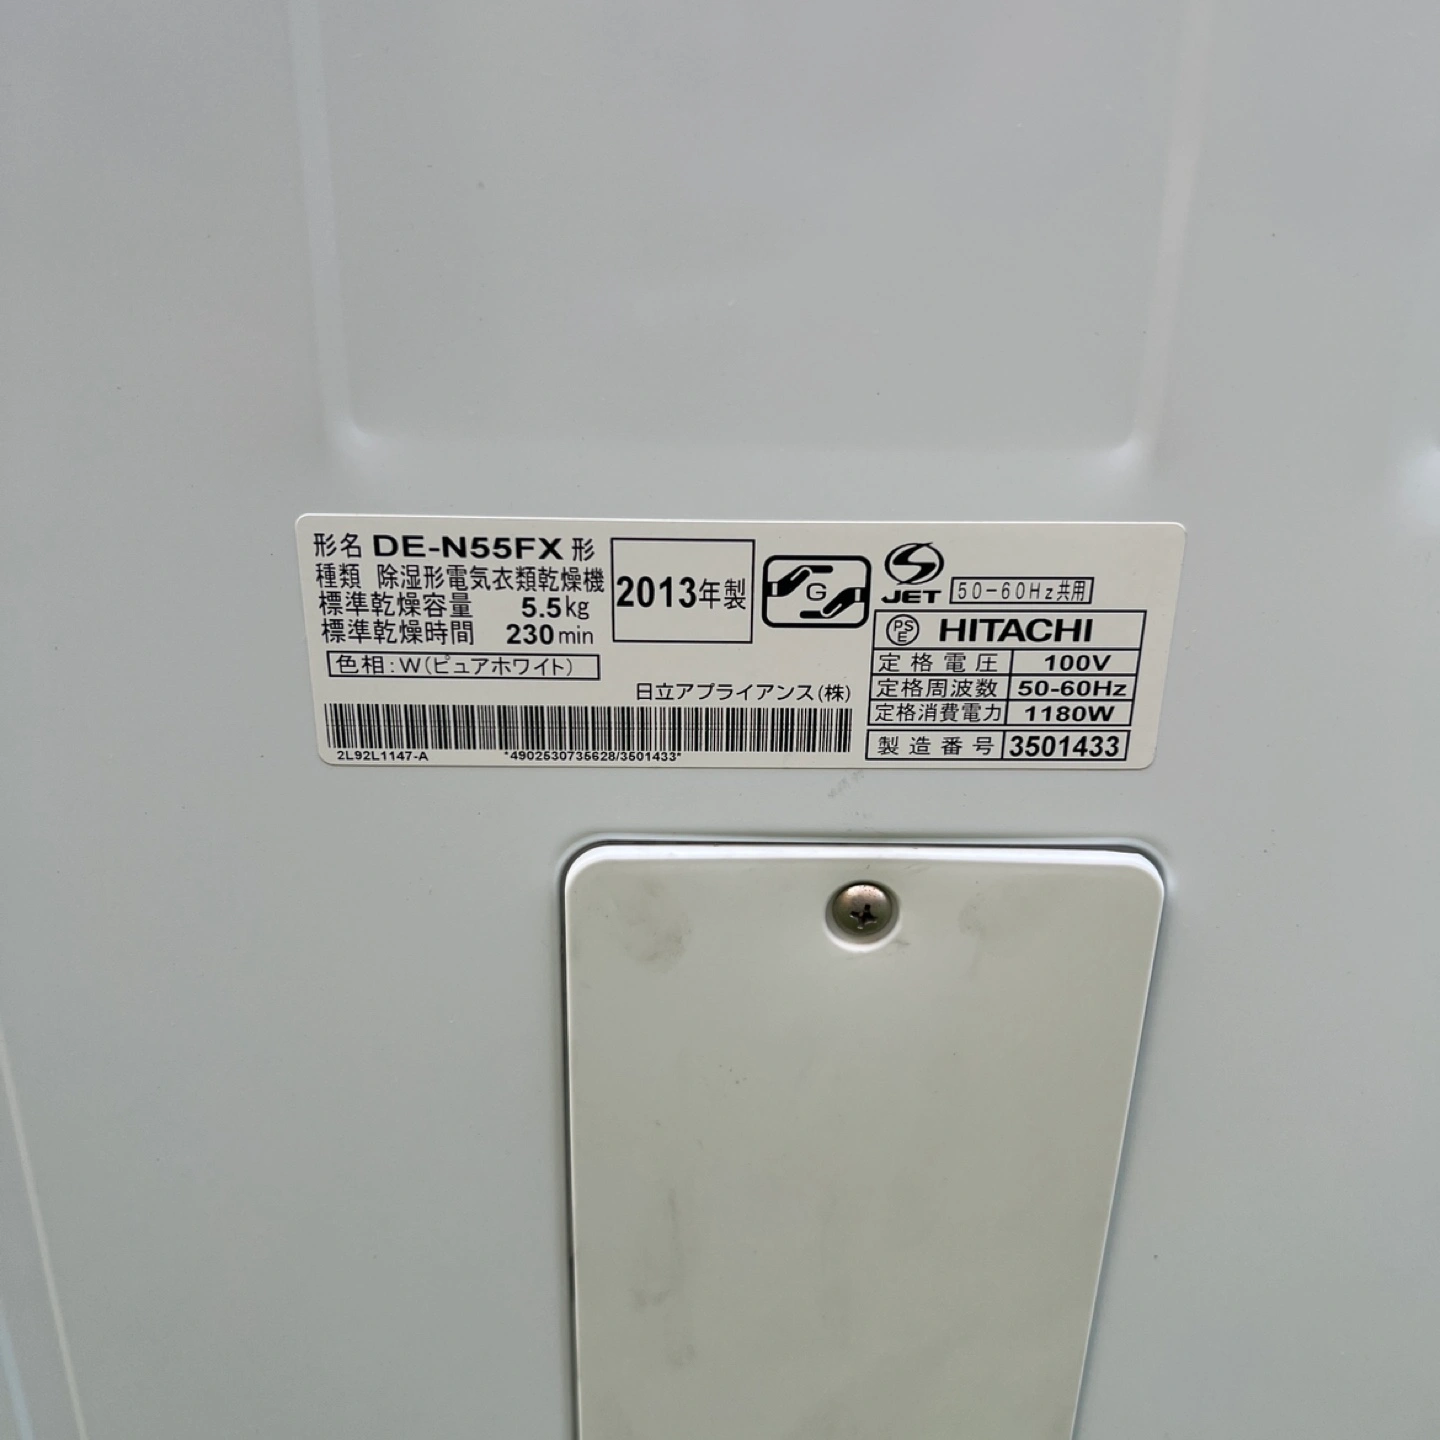 形名 DE-N55FX 形
種類 除湿形電気衣類乾燥機
標準乾燥容量 5.5kg
標準乾燥時間 230min
色相:W(ピュアホワイト)
2013年製
G
S
JET
50-60Hz共用
PSE HITACHI
定格電圧 100V
定格周波数 50-60Hz
定格消費電力 1180W
製造番号 3501433
日立アプライアンス(株)
2L92L1147-A *4902530735628/3501433*